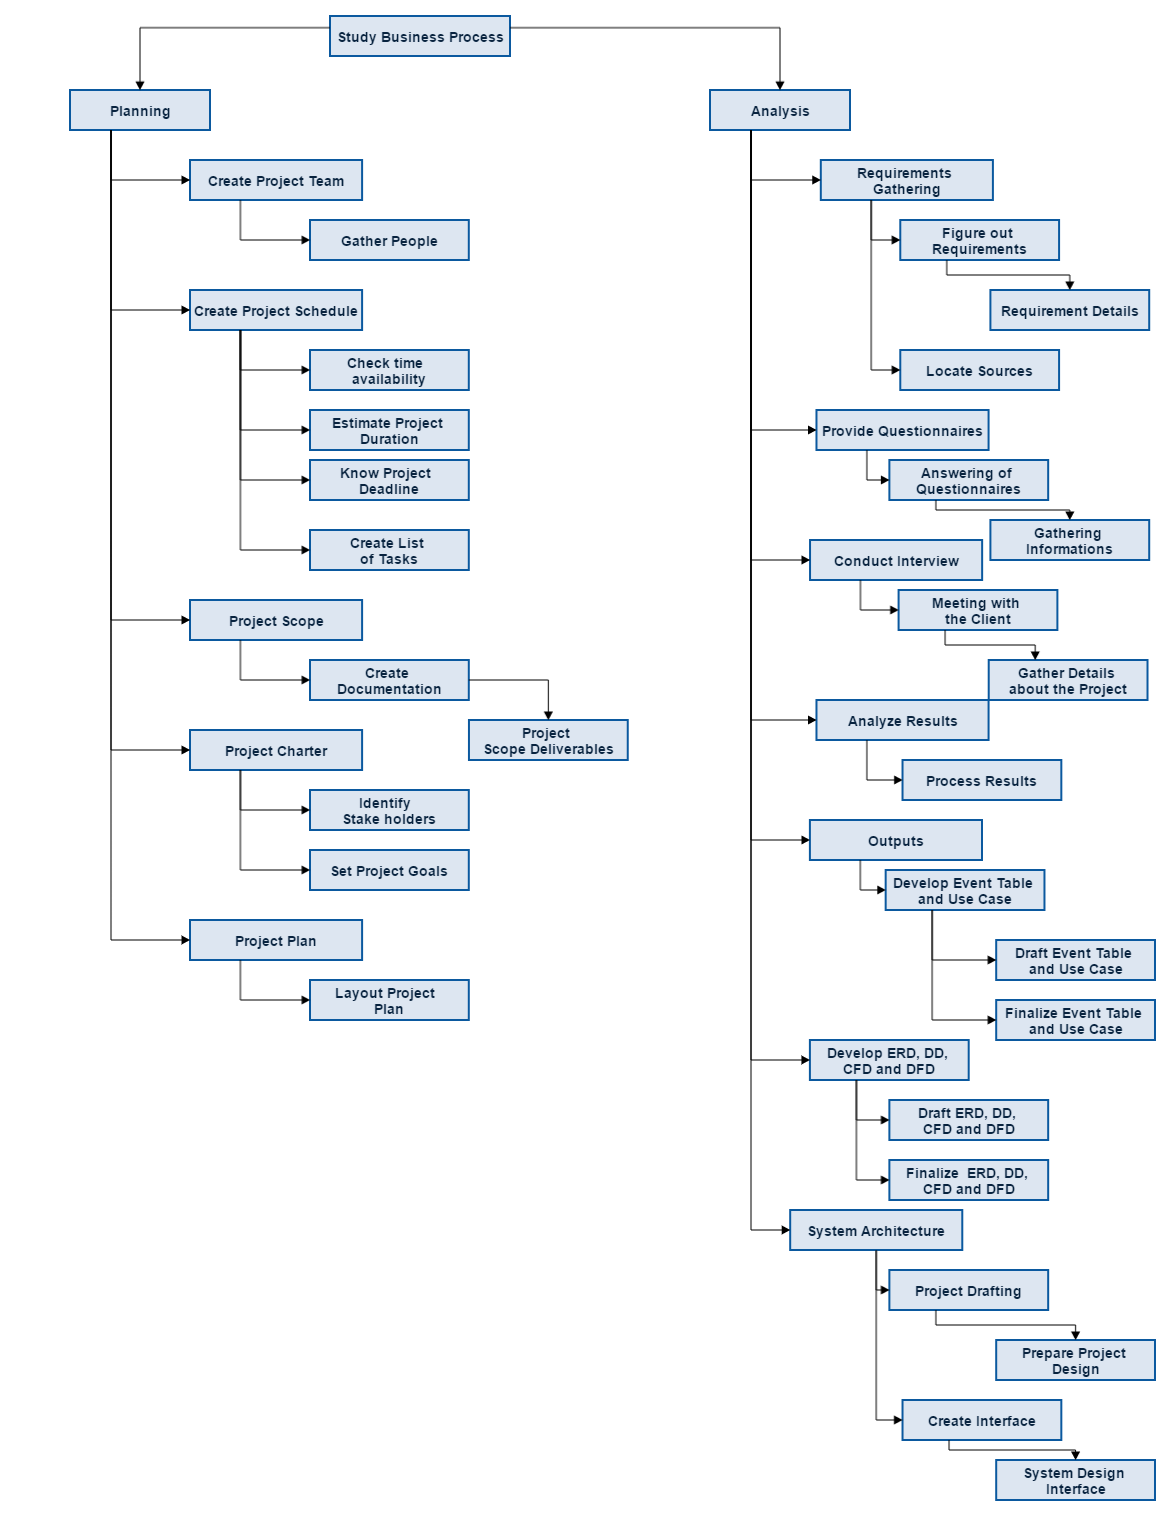 Study Business Process
Planning
Create Project Team
Gather People
Create Project Schedule
Check time
availability
Estimate Project
Duration
Know Project
Deadline
Create List
of Tasks
Project Scope
Create
Documentation
Project
Scope Deliverables
Project Charter
Identify
Stake holders
Set Project Goals
Project Plan
Layout Project
Plan
Analysis
Requirements
Gathering
Figure out
Requirements
Requirement Details
Locate Sources
Provide Questionnaires
Answering of
Questionnaires
Gathering
Informations
Conduct Interview
Meeting with
the Client
Gather Details
about the Project
Analyze Results
Process Results
Outputs
Develop Event Table
and Use Case
Draft Event Table
and Use Case
Finalize Event Table
and Use Case
Develop ERD, DD,
CFD and DFD
Draft ERD, DD,
CFD and DFD
Finalize  ERD, DD,
CFD and DFD
System Architecture
Project Drafting
Prepare Project
Design
Create Interface
System Design
Interface